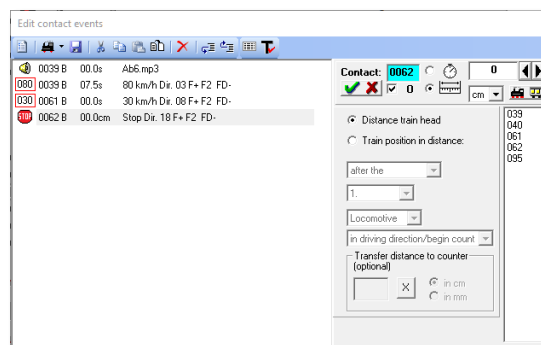 Edit contact events
0039 B 00.0s Ab6.mp3
080 0039 B 07.5s 80 km/h Dir. 03 F+ F2 FD-
030 0061 B 00.0s 30 km/h Dir. 08 F+ F2 FD-
STOP 0062 B 00.0cm Stop Dir. 18 F+ F2 FD-
Contact: 0062 0
0 cm
Distance train head
Train position in distance:
after the
1.
Locomotive
in driving direction/begin count
Transfer distance to counter
(optional)
X in cm
in mm
039
040
061
062
095